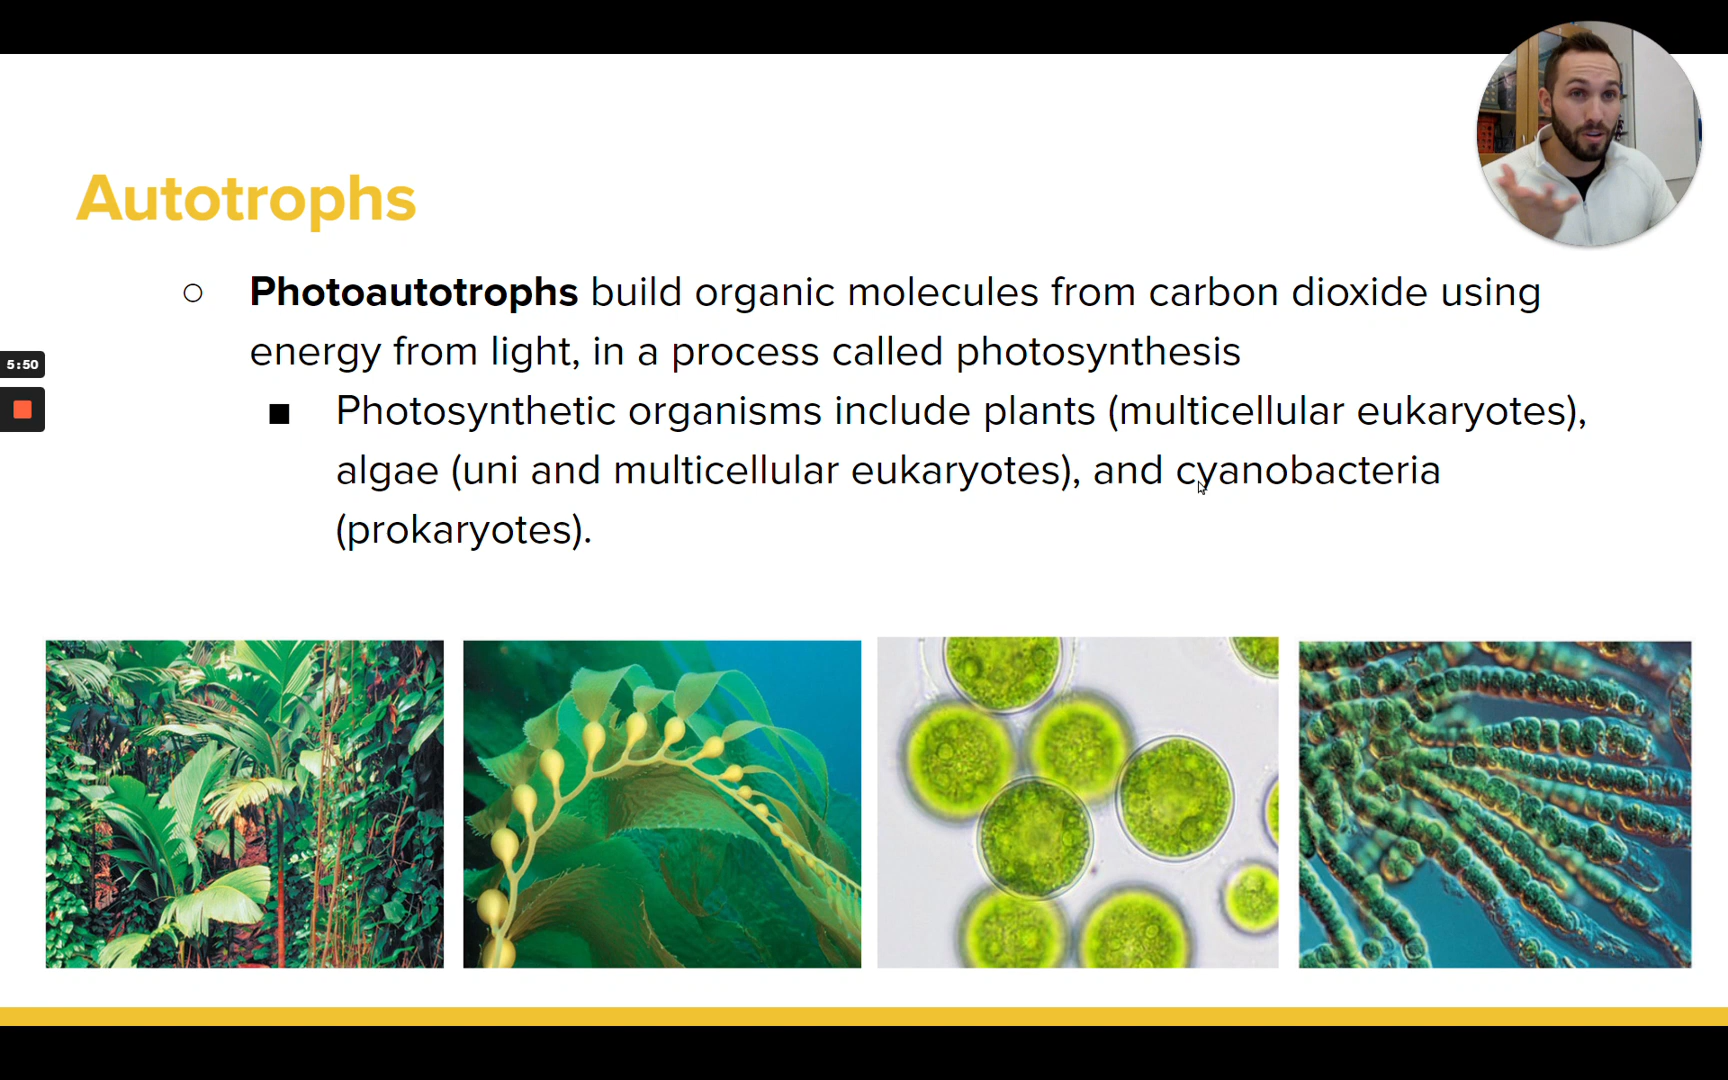 Autotrophs
○ Photoautotrophs build organic molecules from carbon dioxide using
energy from light, in a process called photosynthesis
■ Photosynthetic organisms include plants (multicellular eukaryotes),
algae (uni and multicellular eukaryotes), and cyanobacteria
(prokaryotes).
5:50